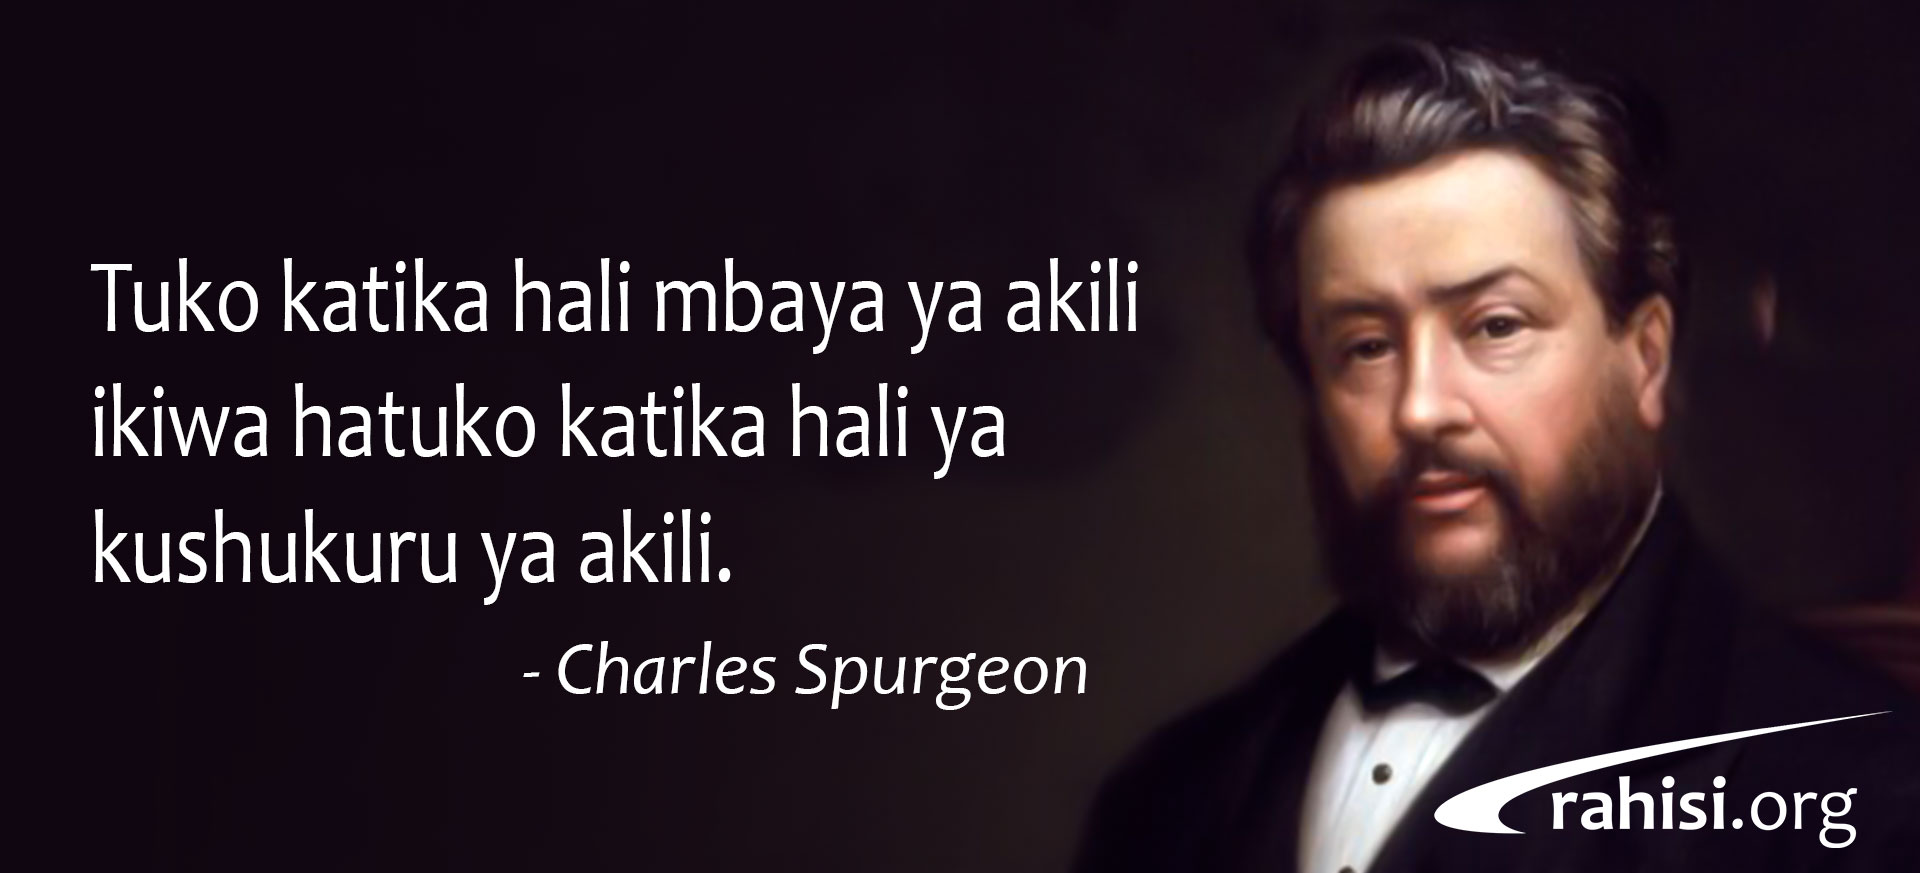 Tuko katika hali mbaya ya akili
ikiwa hatuko katika hali ya
kushukuru ya akili.
- Charles Spurgeon
rahisi.org